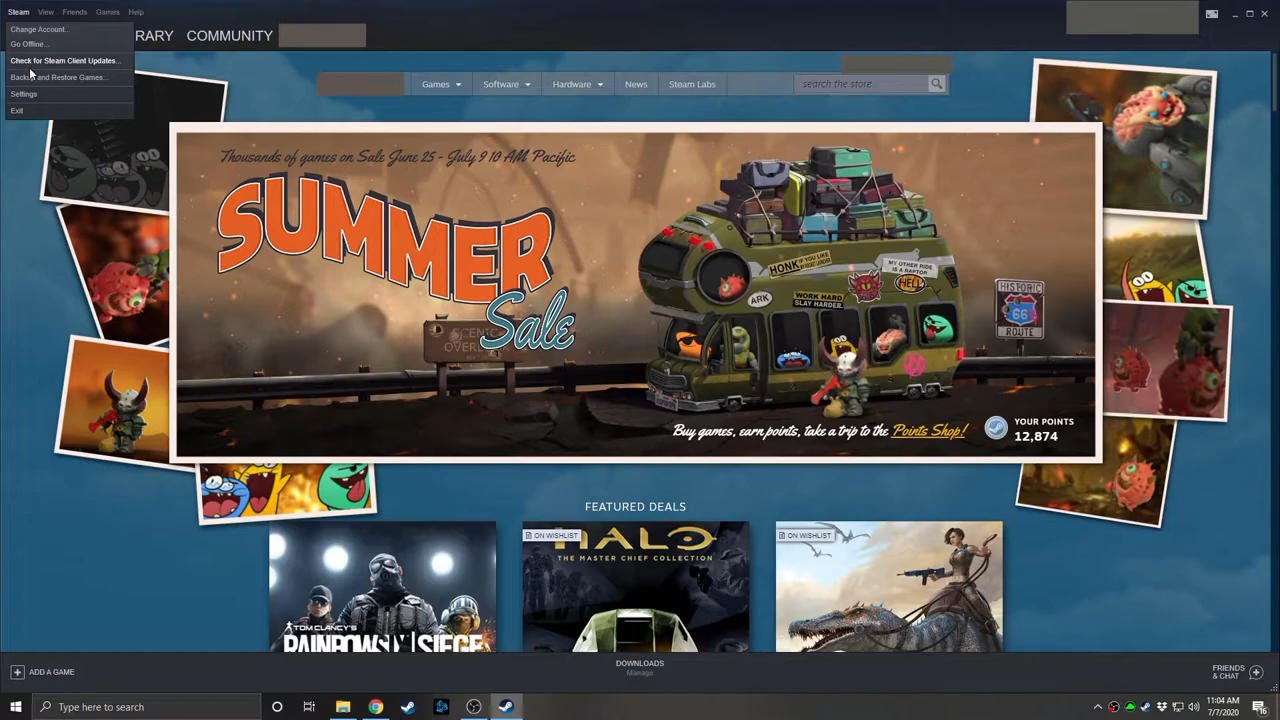 Steam View Friends Games Help
Change Account...
Go Offline...
Check for Steam Client Updates...
Backup and Restore Games...
Settings
Exit
RARY COMMUNITY
Games Software Hardware News Steam Labs search the store
Thousands of games on Sale June 25 - July 9 10 AM Pacific
SUMMER
Sale
SCENIC
HONK IF YOU LIKE
MY OTHER RIDE
IS A RAPTOR
HELL
ARK
WORK HARD
SLAY HARDER
HISTORIC
66
ROUTE
Buy games, earn points, take a trip to the Points Shop!
YOUR POINTS
12,874
FEATURED DEALS
TOM CLANCY'S
RAINBOW SIX SIEGE
ON WISHLIST
HALO
THE MASTER CHIEF COLLECTION
ON WISHLIST
+ ADD A GAME
DOWNLOADS
Manage
FRIENDS
& CHAT
Type here to search
11:04 AM
7/7/2020
16